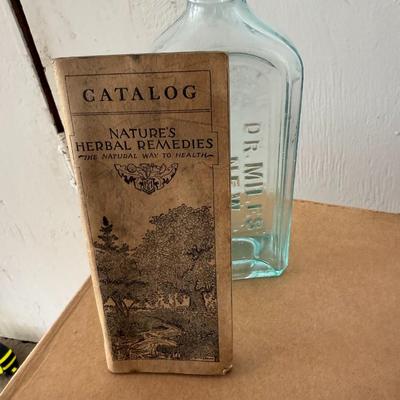 CATALOG
NATURE'S
HERBAL REMEDIES
THE NATURAL WAY TO HEALTH
DR. MILES
NEW